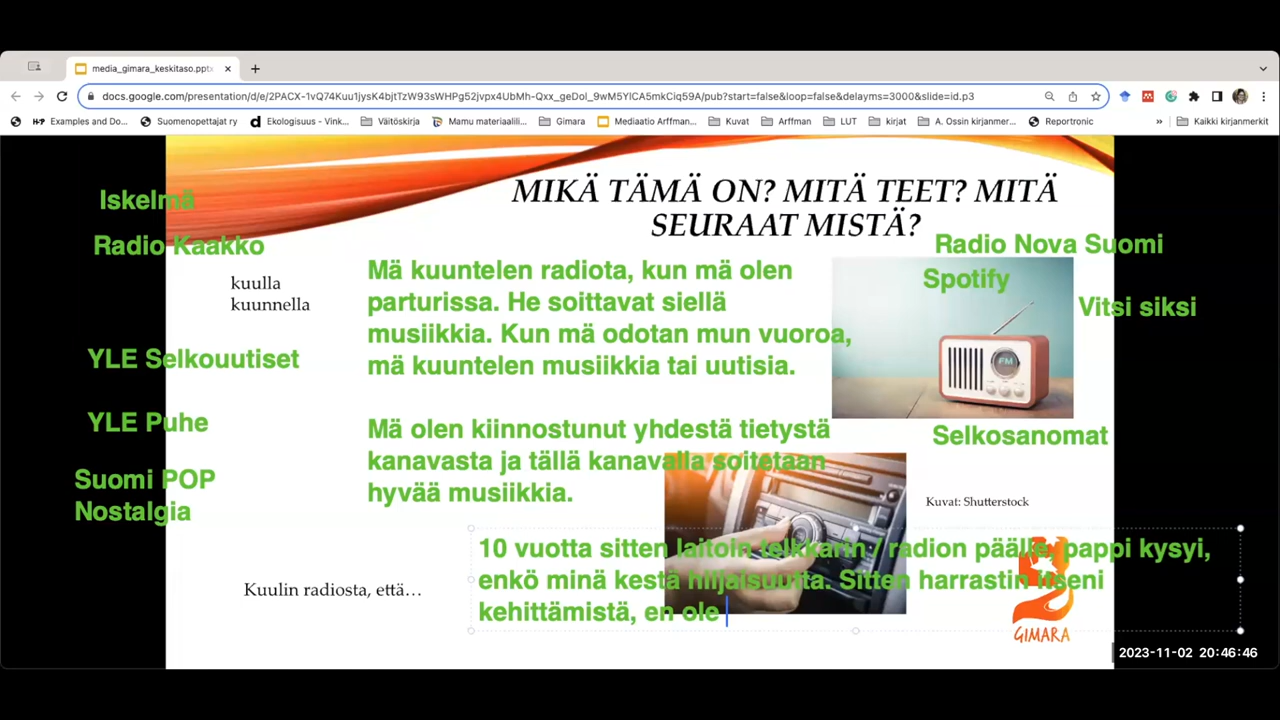 media_gimara_keskitaso.pptx
docs.google.com/presentation/d/e/2PACX-1vQ74Kuu1jysK4bjtTzW93sWHPg52jvpx4UbMh-Qxx_geDol_9wM5YlCA5mkCiq59A/pub?start=false&loop=false&delayms=3000&slide=id.p3
Examples and Do... Suomenopettajat ry Ekologisuus - Vink... Väitöskirja Mamu materiaalil... Gimara Mediaatio Arffman... Kuvat Arffman LUT kirjat A. Ossin kirjanmer... Reportronic » Kaikki kirjanmerkit
MIKÄ TÄMÄ ON? MITÄ TEET? MITÄ
SEURAAT MISTÄ?
Iskelmä
Radio Kaakko
Radio Nova Suomi
Spotify
Vitsi siksi
kuulla
kuunnella
Mä kuuntelen radiota, kun mä olen
parturissa. He soittavat siellä
musiikkia. Kun mä odotan mun vuoroa,
mä kuuntelen musiikkia tai uutisia.
FM
YLE Selkouutiset
YLE Puhe
Mä olen kiinnostunut yhdestä tietystä
kanavasta ja tällä kanavalla soitetaan
hyvää musiikkia.
Selkosanomat
Suomi POP
Nostalgia
Kuvat: Shutterstock
Kuulin radiosta, että…
10 vuotta sitten laitoin telkkarin / radion päälle, pappi kysyi,
enkö minä kestä hiljaisuutta. Sitten harrastin itseni
kehittämistä, en ole
GIMARA
2023-11-02 20:46:46